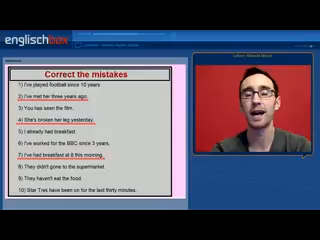 englischbox
Correct the mistakes
1) I've played football since 10 years
2) I've met her three years ago.
3) You has seen the film.
4) She's broken her leg yesterday.
5) I already had breakfast.
6) I've worked for the BBC since 3 years.
7) I've had breakfast at 8 this morning.
8) They didn't gone to the supermarket.
9) They haven't eat the food.
10) Star Trek have been on for the last thirty minutes.